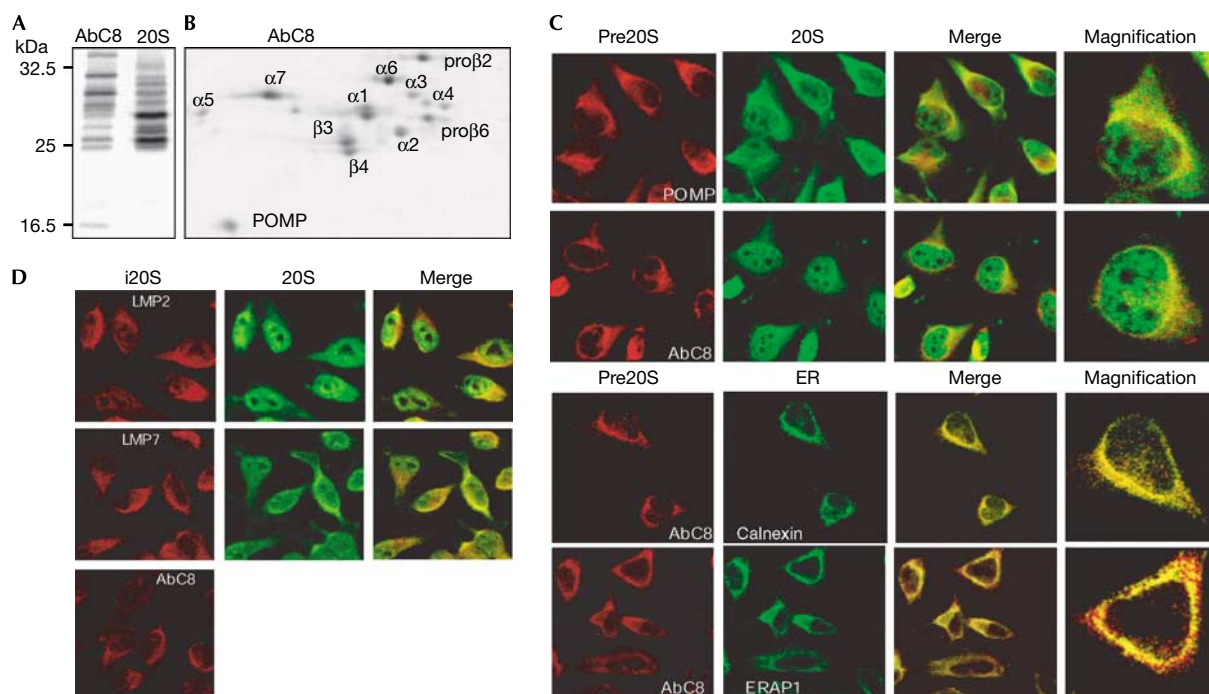 A
kDa
AbC8 20S
32.5
25
16.5
B
AbC8
proβ2
α6
α7
α3
α5
α1
α4
proβ6
β3
α2
β4
POMP
C
Pre20S 20S Merge Magnification
POMP
AbC8
Pre20S ER Merge Magnification
AbC8 Calnexin
AbC8 ERAP1
D
i20S 20S Merge
LMP2
LMP7
AbC8